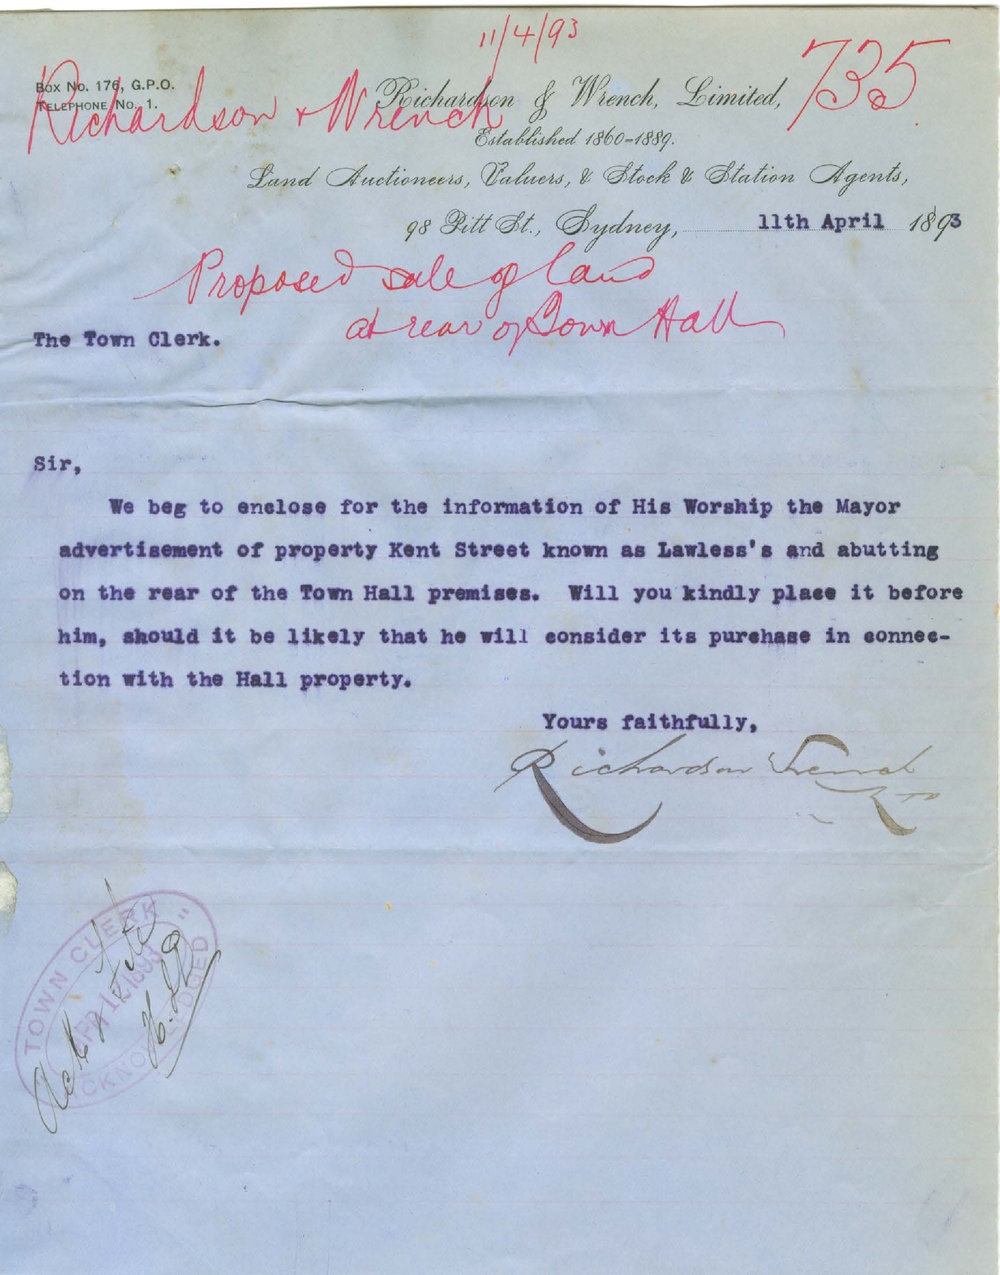 11/4/93
735
Box No. 176, G.P.O.
Telephone No. 1.
Richardson + Wrench
Richardson & Wrench, Limited,
Established 1860-1889.
Land Auctioneers, Valuers, & Stock & Station Agents,
98 Pitt St., Sydney, 11th April 1893
Proposed sale of land
at rear of Town Hall
The Town Clerk.
Sir,
We beg to enclose for the information of His Worship the Mayor
advertisement of property Kent Street known as Lawless's and abutting
on the rear of the Town Hall premises. Will you kindly place it before
him, should it be likely that he will consider its purchase in connec-
tion with the Hall property.
Yours faithfully,
Richardson Wrench
Ltd
TOWN CLERK
ACKNOWLEDGED
Ack & file